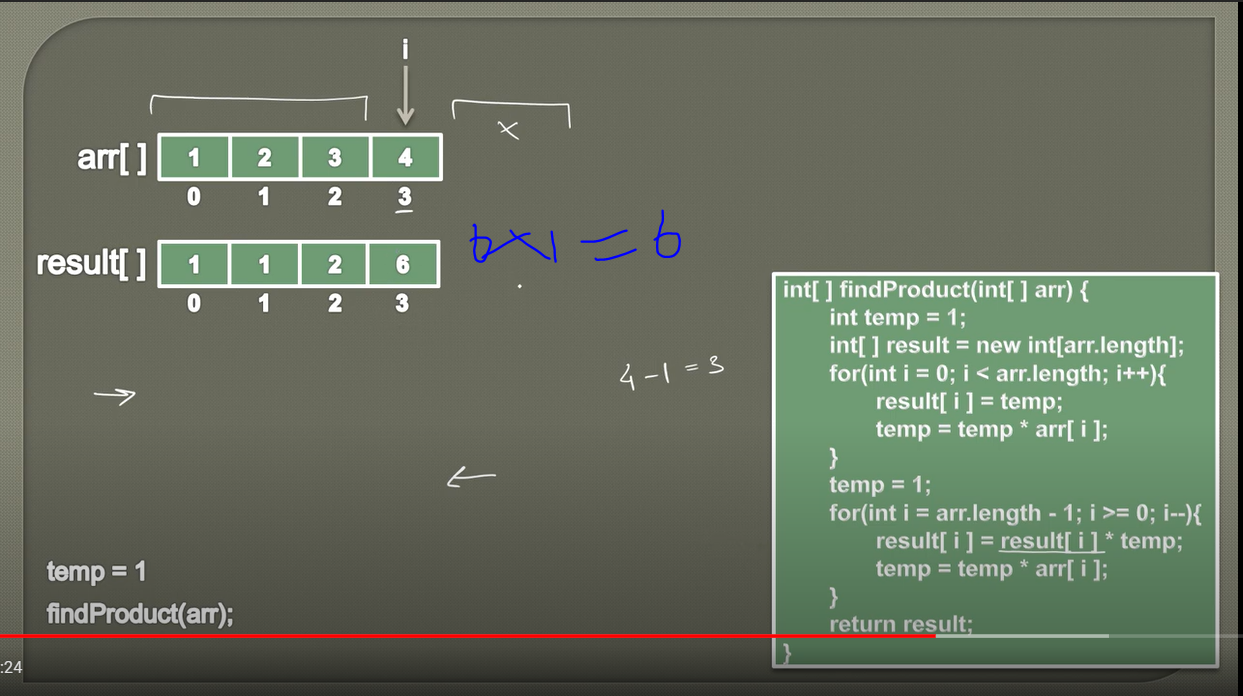 i
x
arr[ ] 1 2 3 4
0 1 2 3
result[ ] 1 1 2 6
0 1 2 3
6×1 = 6
4 - 1 = 3
temp = 1
findProduct(arr);
int[ ] findProduct(int[ ] arr) {
int temp = 1;
int[ ] result = new int[arr.length];
for(int i = 0; i < arr.length; i++){
result[ i ] = temp;
temp = temp * arr[ i ];
}
temp = 1;
for(int i = arr.length - 1; i >= 0; i--){
result[ i ] = result[ i ] * temp;
temp = temp * arr[ i ];
}
return result;
}
:24